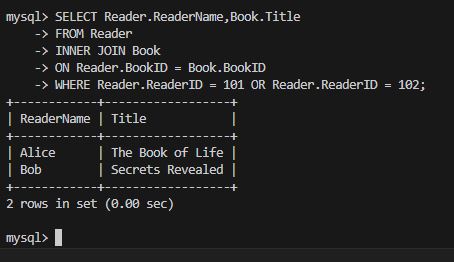 mysql> SELECT Reader.ReaderName,Book.Title
    -> FROM Reader
    -> INNER JOIN Book
    -> ON Reader.BookID = Book.BookID
    -> WHERE Reader.ReaderID = 101 OR Reader.ReaderID = 102;
+------------+------------------+
| ReaderName | Title            |
+------------+------------------+
| Alice      | The Book of Life |
| Bob        | Secrets Revealed |
+------------+------------------+
2 rows in set (0.00 sec)

mysql>